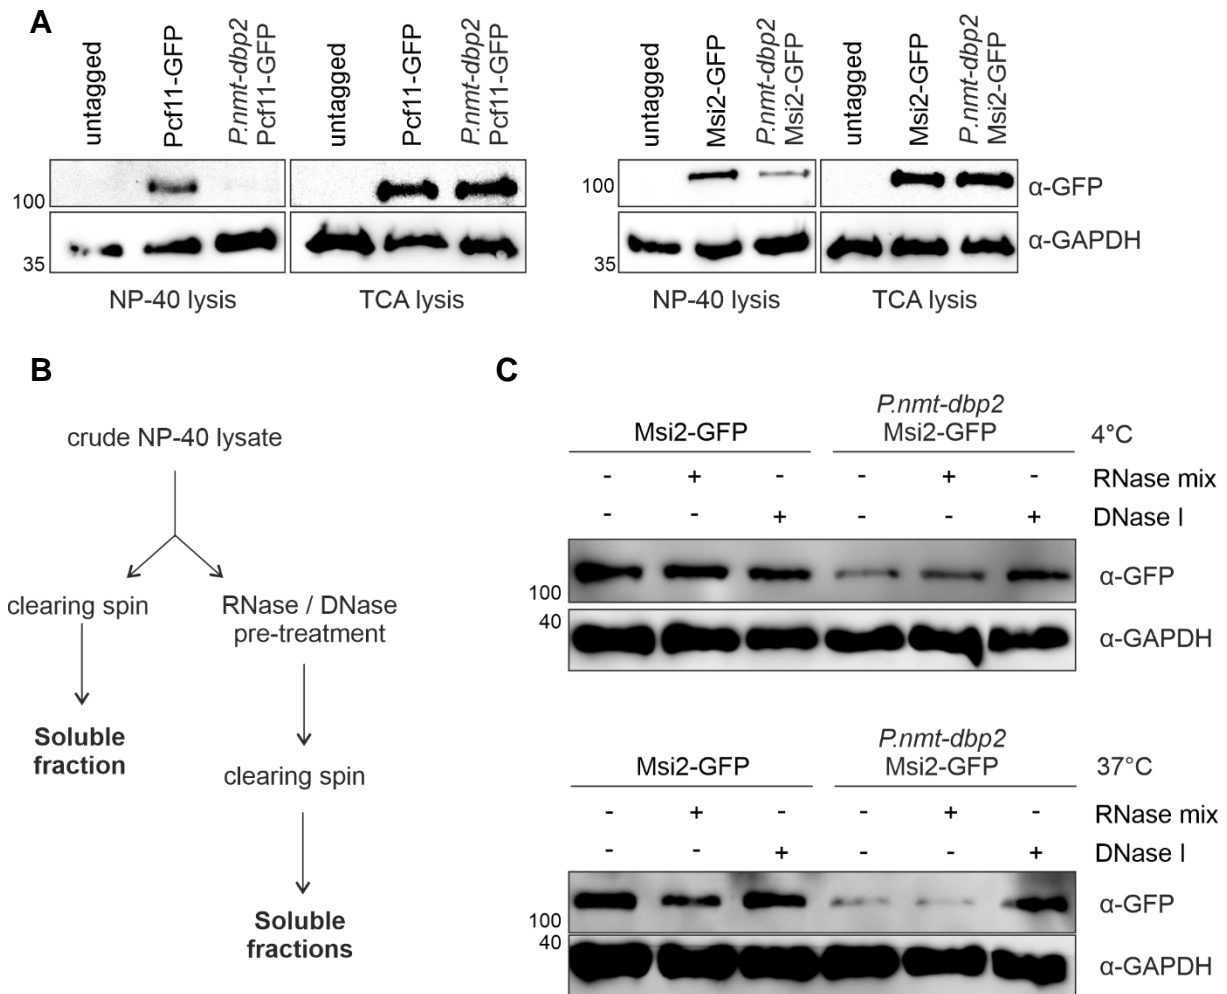 A
untagged
Pcf11-GFP
P.nmt-dbp2
Pcf11-GFP
untagged
Pcf11-GFP
P.nmt-dbp2
Pcf11-GFP
100
35
NP-40 lysis
TCA lysis
untagged
Msi2-GFP
P.nmt-dbp2
Msi2-GFP
untagged
Msi2-GFP
P.nmt-dbp2
Msi2-GFP
100
α-GFP
α-GAPDH
35
NP-40 lysis
TCA lysis
B
crude NP-40 lysate
clearing spin
RNase / DNase
pre-treatment
Soluble
fraction
clearing spin
Soluble
fractions
C
P.nmt-dbp2
Msi2-GFP Msi2-GFP 4°C
- + - - + - RNase mix
- - + - - + DNase I
100 α-GFP
40 α-GAPDH
P.nmt-dbp2
Msi2-GFP Msi2-GFP 37°C
- + - - + - RNase mix
- - + - - + DNase I
100 α-GFP
40 α-GAPDH